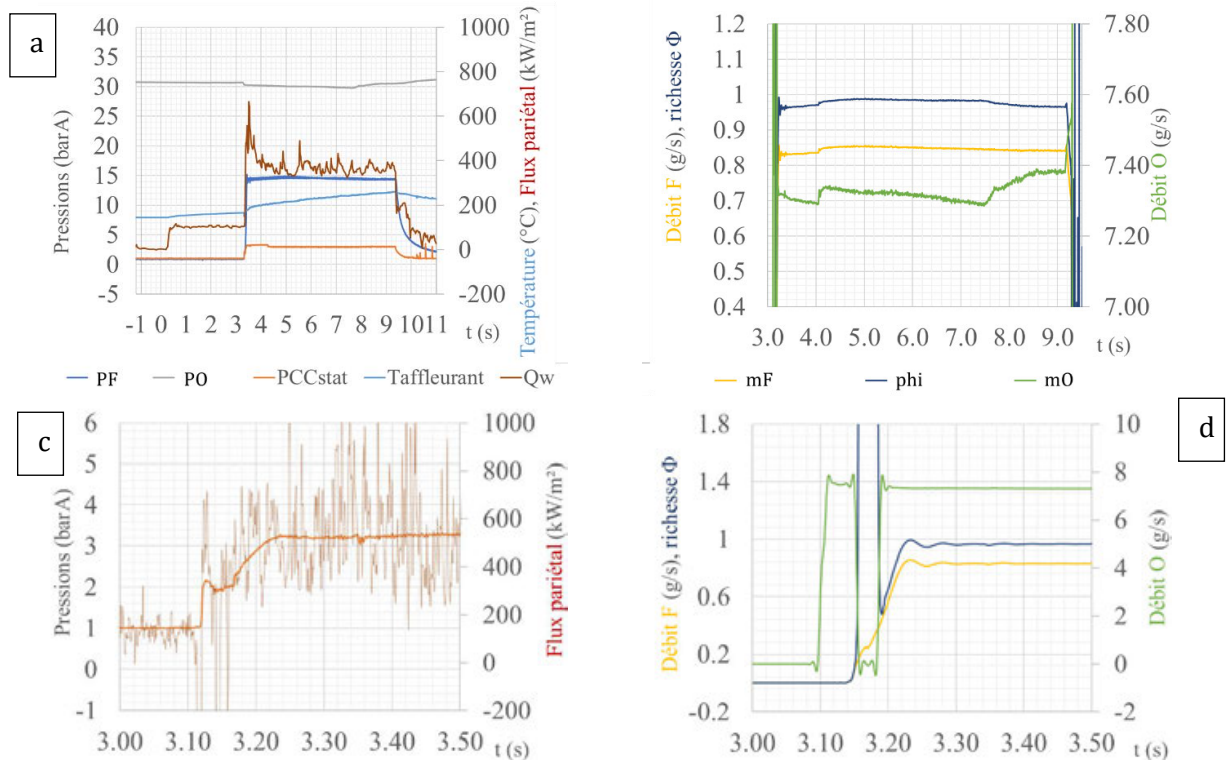 a
40
35
30
25
20
15
10
5
0
-5
Pressions (barA)
1000
800
600
400
200
0
-200
Température (°C), Flux pariétal (kW/m²)
-1 0 1 2 3 4 5 6 7 8 9 10 11 t (s)
PF PO PCCstat Taffleurant Qw
1.2
1.1
1
0.9
0.8
0.7
0.6
0.5
0.4
Débit F (g/s), richesse Φ
7.80
7.60
7.40
7.20
7.00
Débit O (g/s)
3.0 4.0 5.0 6.0 7.0 8.0 9.0
t (s)
mF phi mO
c
6
5
4
3
2
1
0
-1
Pressions (barA)
1000
800
600
400
200
0
-200
Flux pariétal (kW/m²)
3.00 3.10 3.20 3.30 3.40 3.50
t (s)
d
1.8
1.4
1
0.6
0.2
-0.2
Débit F (g/s), richesse Φ
10
8
6
4
2
0
-2
Débit O (g/s)
3.00 3.10 3.20 3.30 3.40 3.50
t (s)